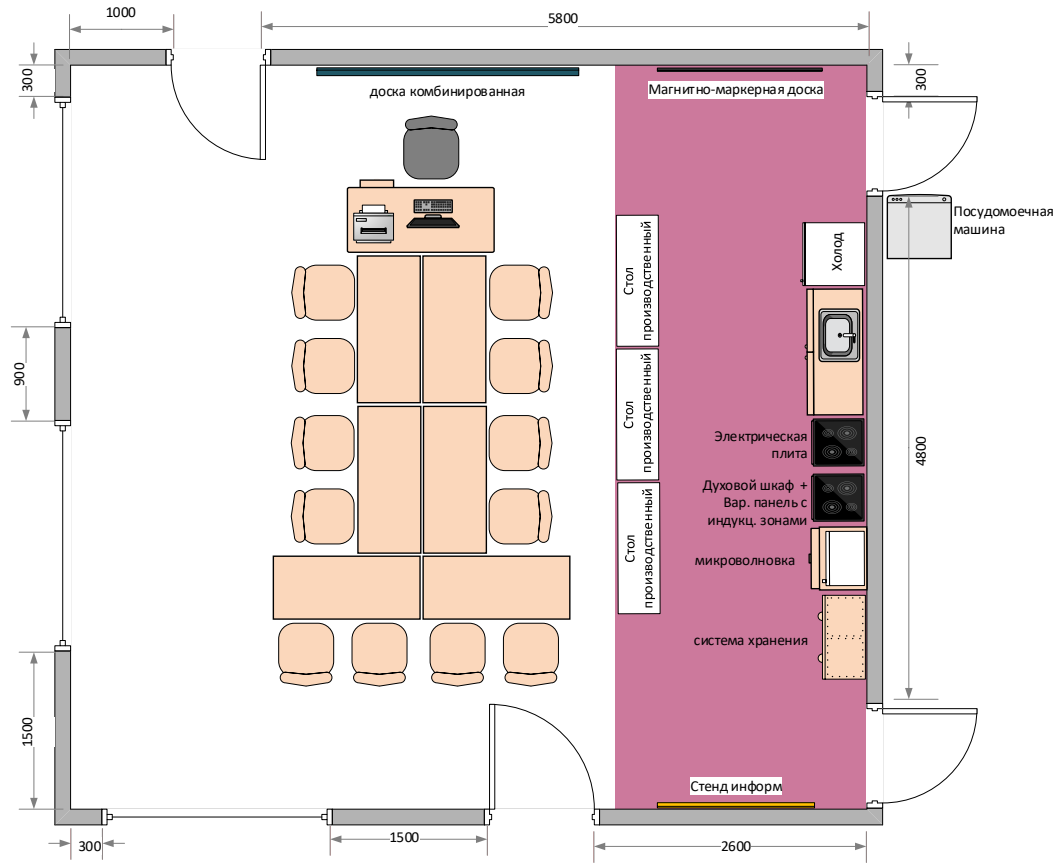 1000
5800
300
300
доска комбинированная
Магнитно-маркерная доска
Посудомоечная
машина
Холод
Стол
производственный
900
Стол
производственный
Электрическая
плита
4800
Духовой шкаф +
Вар. панель с
индукц. зонами
Стол
производственный
микроволновка
система хранения
1500
Стенд информ
300
1500
2600